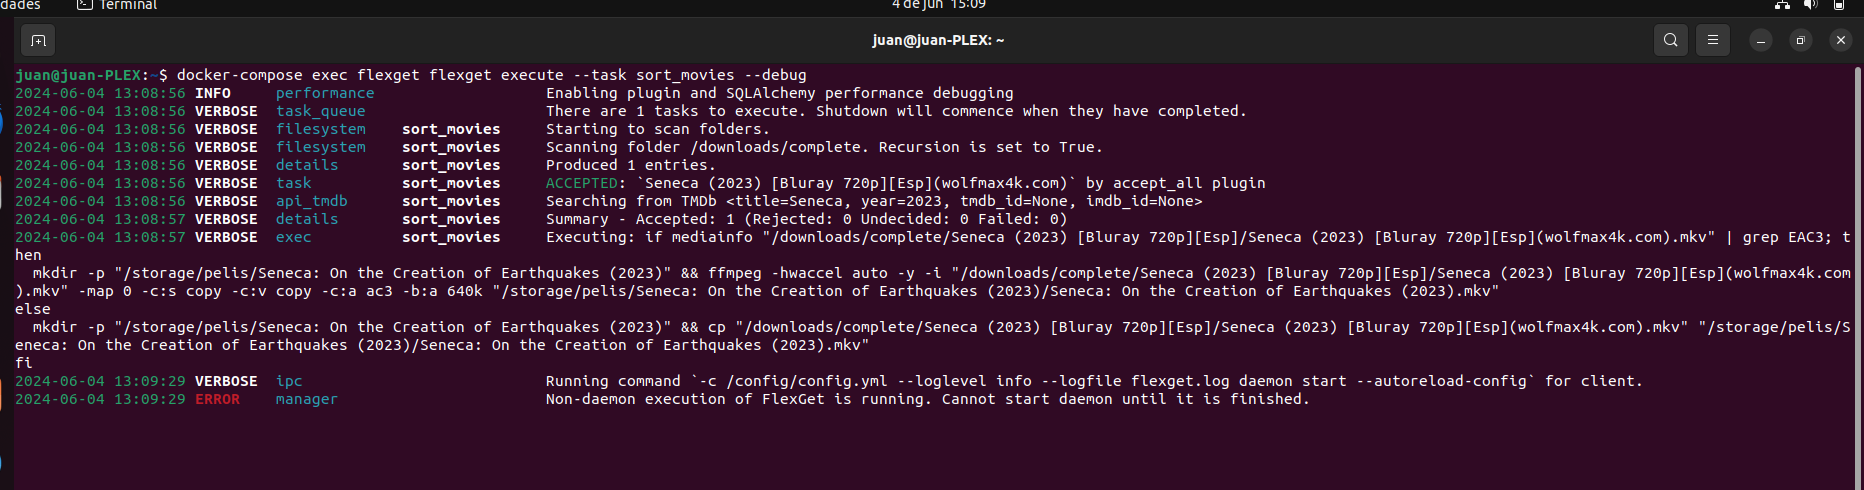 dades Terminal 4 de jun 15:09
juan@juan-PLEX: ~
juan@juan-PLEX:~$ docker-compose exec flexget flexget execute --task sort_movies --debug
2024-06-04 13:08:56 INFO performance Enabling plugin and SQLAlchemy performance debugging
2024-06-04 13:08:56 VERBOSE task_queue There are 1 tasks to execute. Shutdown will commence when they have completed.
2024-06-04 13:08:56 VERBOSE filesystem sort_movies Starting to scan folders.
2024-06-04 13:08:56 VERBOSE filesystem sort_movies Scanning folder /downloads/complete. Recursion is set to True.
2024-06-04 13:08:56 VERBOSE details sort_movies Produced 1 entries.
2024-06-04 13:08:56 VERBOSE task sort_movies ACCEPTED: `Seneca (2023) [Bluray 720p][Esp](wolfmax4k.com)` by accept_all plugin
2024-06-04 13:08:56 VERBOSE api_tmdb sort_movies Searching from TMDb <title=Seneca, year=2023, tmdb_id=None, imdb_id=None>
2024-06-04 13:08:57 VERBOSE details sort_movies Summary - Accepted: 1 (Rejected: 0 Undecided: 0 Failed: 0)
2024-06-04 13:08:57 VERBOSE exec sort_movies Executing: if mediainfo "/downloads/complete/Seneca (2023) [Bluray 720p][Esp]/Seneca (2023) [Bluray 720p][Esp](wolfmax4k.com).mkv" | grep EAC3; t
hen
mkdir -p "/storage/pelis/Seneca: On the Creation of Earthquakes (2023)" && ffmpeg -hwaccel auto -y -i "/downloads/complete/Seneca (2023) [Bluray 720p][Esp]/Seneca (2023) [Bluray 720p][Esp](wolfmax4k.com
).mkv" -map 0 -c:s copy -c:v copy -c:a ac3 -b:a 640k "/storage/pelis/Seneca: On the Creation of Earthquakes (2023)/Seneca: On the Creation of Earthquakes (2023).mkv"
else
mkdir -p "/storage/pelis/Seneca: On the Creation of Earthquakes (2023)" && cp "/downloads/complete/Seneca (2023) [Bluray 720p][Esp]/Seneca (2023) [Bluray 720p][Esp](wolfmax4k.com).mkv" "/storage/pelis/S
eneca: On the Creation of Earthquakes (2023)/Seneca: On the Creation of Earthquakes (2023).mkv"
fi
2024-06-04 13:09:29 VERBOSE ipc Running command `-c /config/config.yml --loglevel info --logfile flexget.log daemon start --autoreload-config` for client.
2024-06-04 13:09:29 ERROR manager Non-daemon execution of FlexGet is running. Cannot start daemon until it is finished.